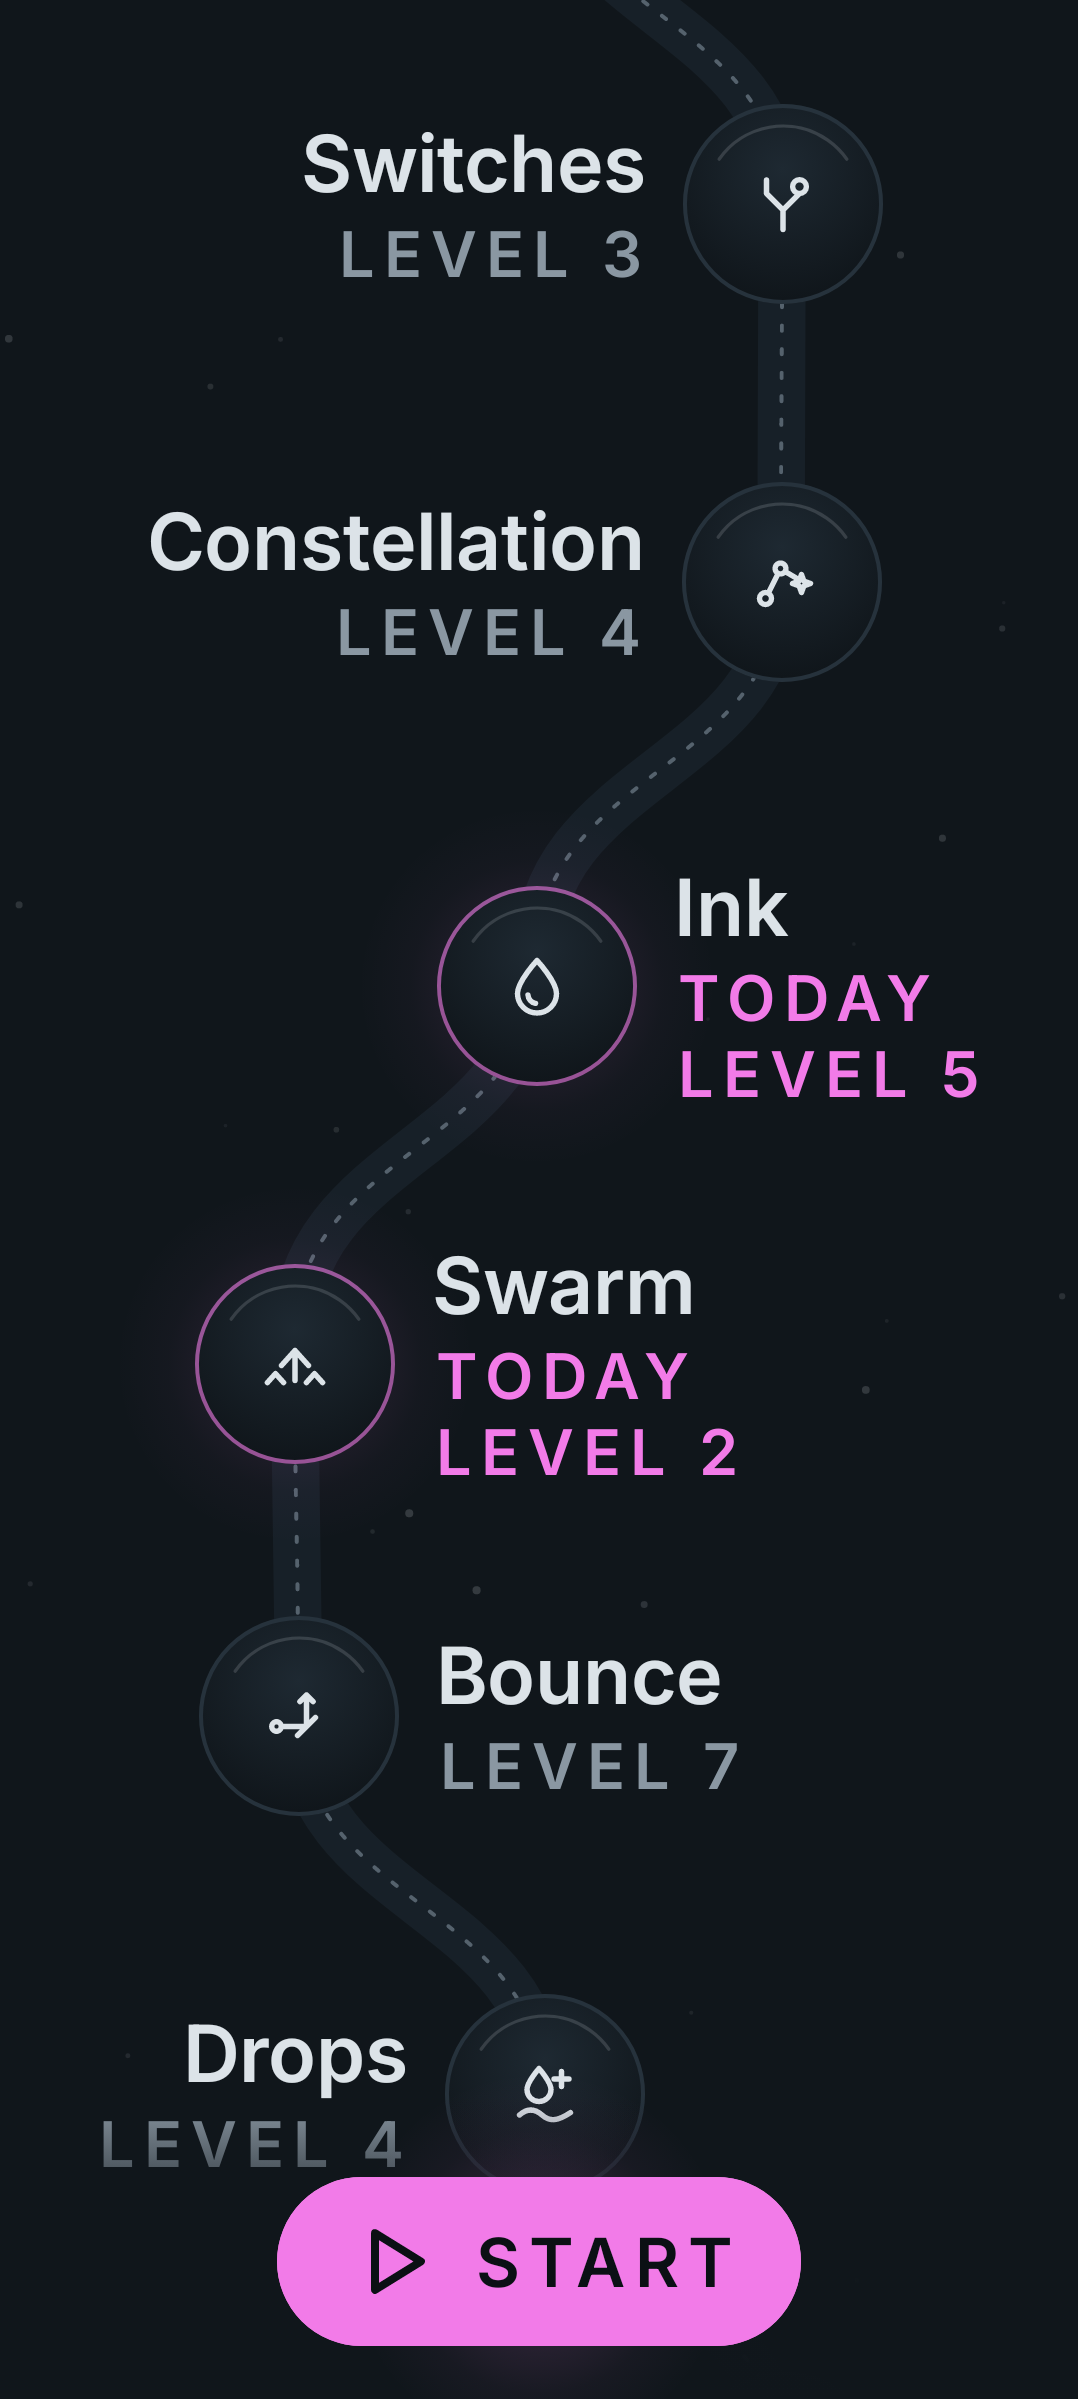 Switches
LEVEL 3
Constellation
LEVEL 4
Ink
TODAY
LEVEL 5
Swarm
TODAY
LEVEL 2
Bounce
LEVEL 7
Drops
LEVEL 4
START